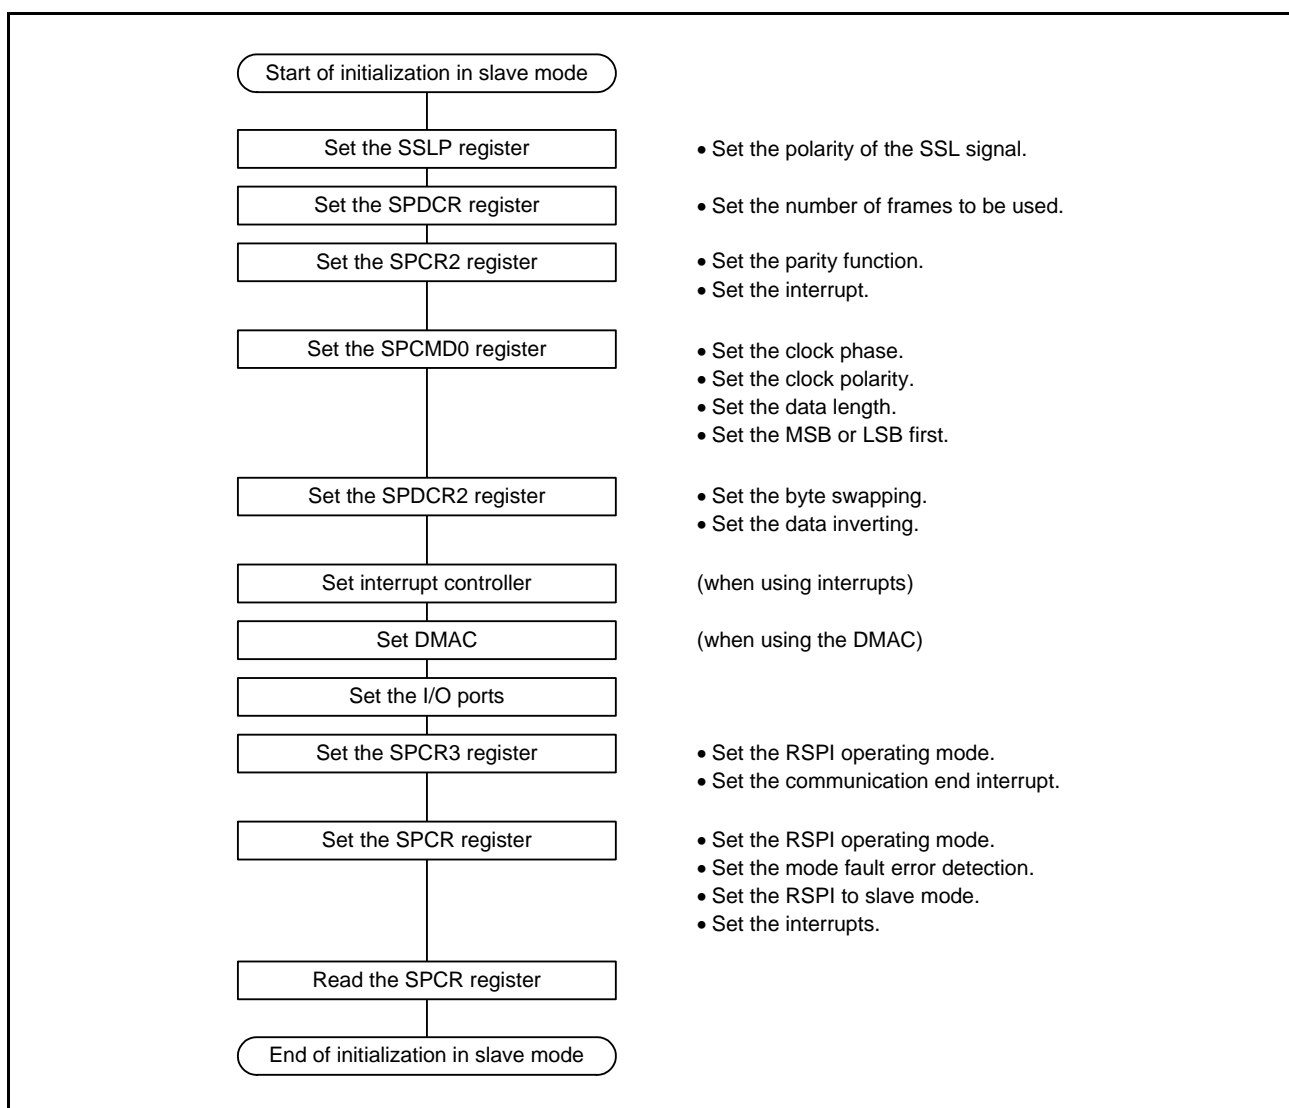 Start of initialization in slave mode
Set the SSLP register
• Set the polarity of the SSL signal.
Set the SPDCR register
• Set the number of frames to be used.
Set the SPCR2 register
• Set the parity function.
• Set the interrupt.
Set the SPCMD0 register
• Set the clock phase.
• Set the clock polarity.
• Set the data length.
• Set the MSB or LSB first.
Set the SPDCR2 register
• Set the byte swapping.
• Set the data inverting.
Set interrupt controller
(when using interrupts)
Set DMAC
(when using the DMAC)
Set the I/O ports
Set the SPCR3 register
• Set the RSPI operating mode.
• Set the communication end interrupt.
Set the SPCR register
• Set the RSPI operating mode.
• Set the mode fault error detection.
• Set the RSPI to slave mode.
• Set the interrupts.
Read the SPCR register
End of initialization in slave mode